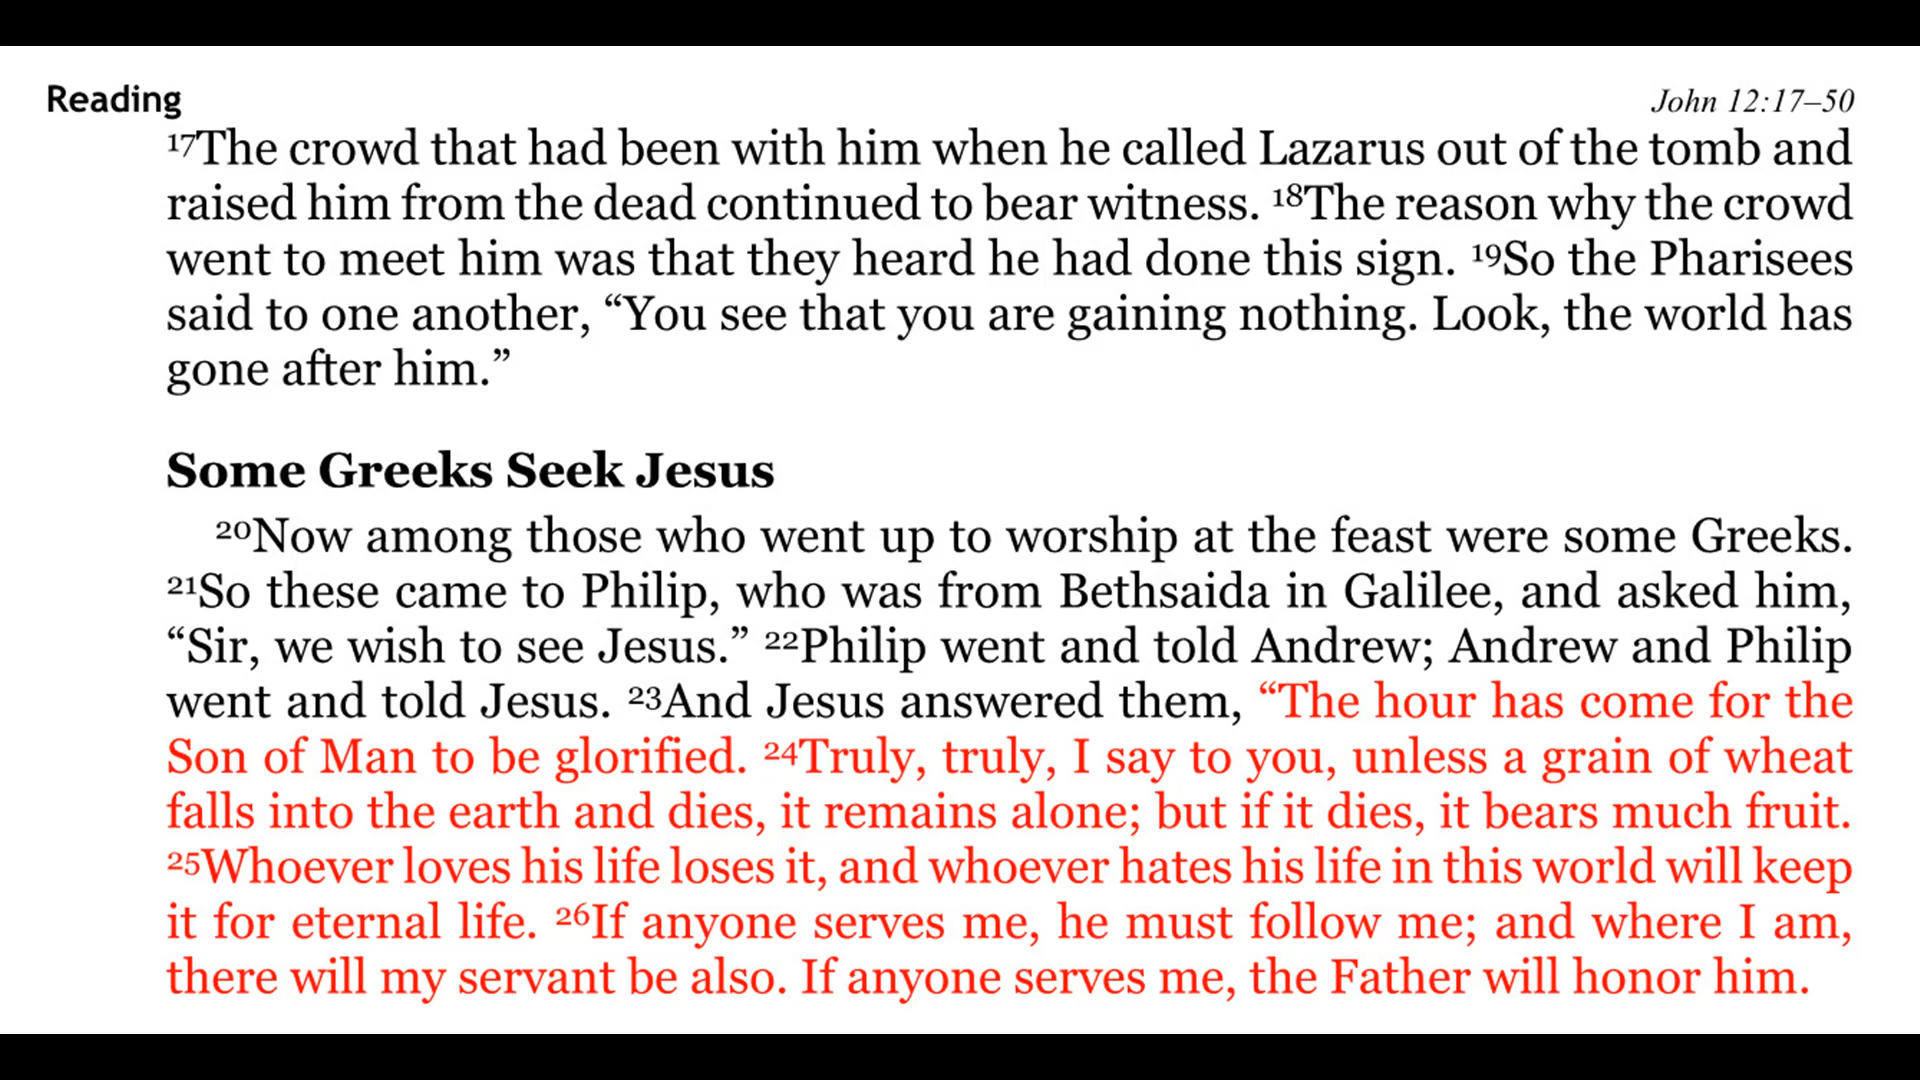 Reading
John 12:17–50
¹⁷The crowd that had been with him when he called Lazarus out of the tomb and
raised him from the dead continued to bear witness. ¹⁸The reason why the crowd
went to meet him was that they heard he had done this sign. ¹⁹So the Pharisees
said to one another, “You see that you are gaining nothing. Look, the world has
gone after him.”
Some Greeks Seek Jesus
²⁰Now among those who went up to worship at the feast were some Greeks.
²¹So these came to Philip, who was from Bethsaida in Galilee, and asked him,
“Sir, we wish to see Jesus.” ²²Philip went and told Andrew; Andrew and Philip
went and told Jesus. ²³And Jesus answered them, “The hour has come for the
Son of Man to be glorified. ²⁴Truly, truly, I say to you, unless a grain of wheat
falls into the earth and dies, it remains alone; but if it dies, it bears much fruit.
²⁵Whoever loves his life loses it, and whoever hates his life in this world will keep
it for eternal life. ²⁶If anyone serves me, he must follow me; and where I am,
there will my servant be also. If anyone serves me, the Father will honor him.